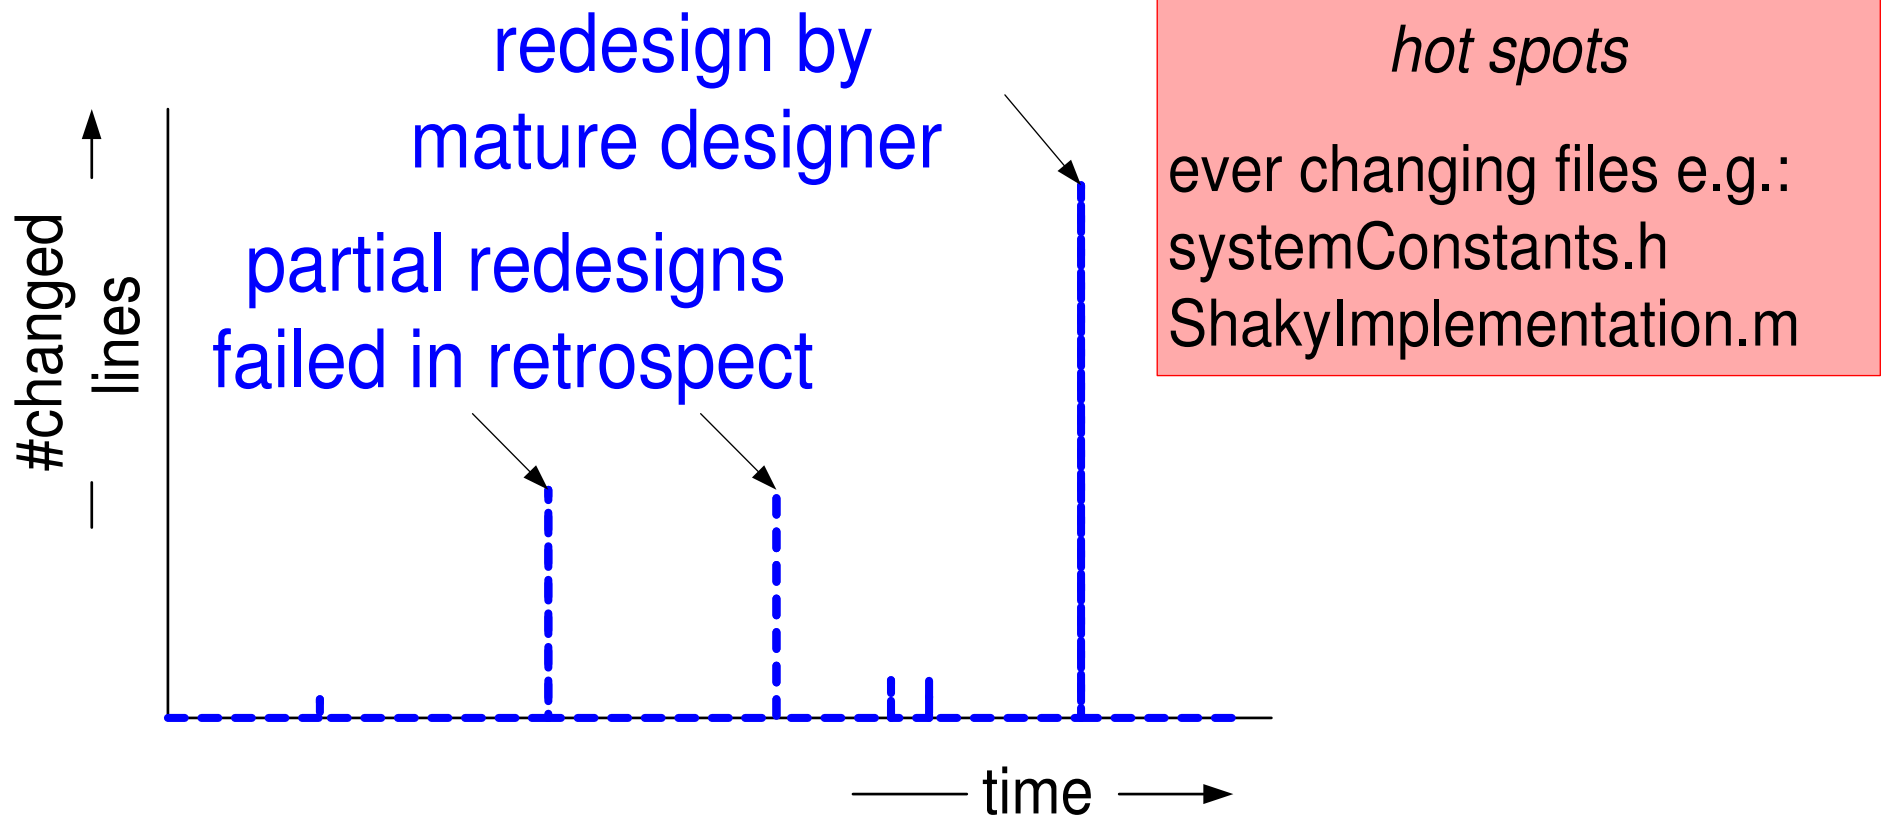 redesign by
mature designer
partial redesigns
failed in retrospect
#changed
lines
time
hot spots
ever changing files e.g.:
systemConstants.h
ShakyImplementation.m